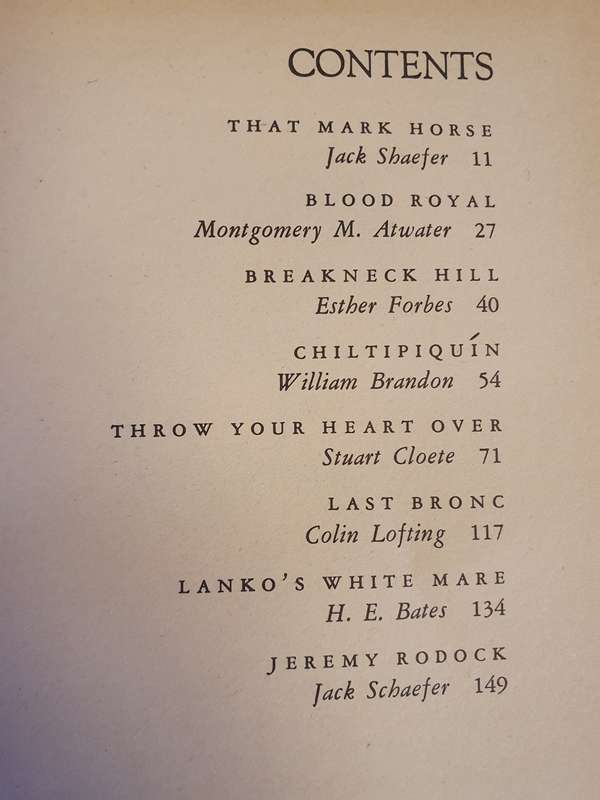 CONTENTS
THAT MARK HORSE
Jack Shaefer 11
BLOOD ROYAL
Montgomery M. Atwater 27
BREAKNECK HILL
Esther Forbes 40
CHILTIPIQUÍN
William Brandon 54
THROW YOUR HEART OVER
Stuart Cloete 71
LAST BRONC
Colin Lofting 117
LANKO'S WHITE MARE
H. E. Bates 134
JEREMY RODOCK
Jack Schaefer 149